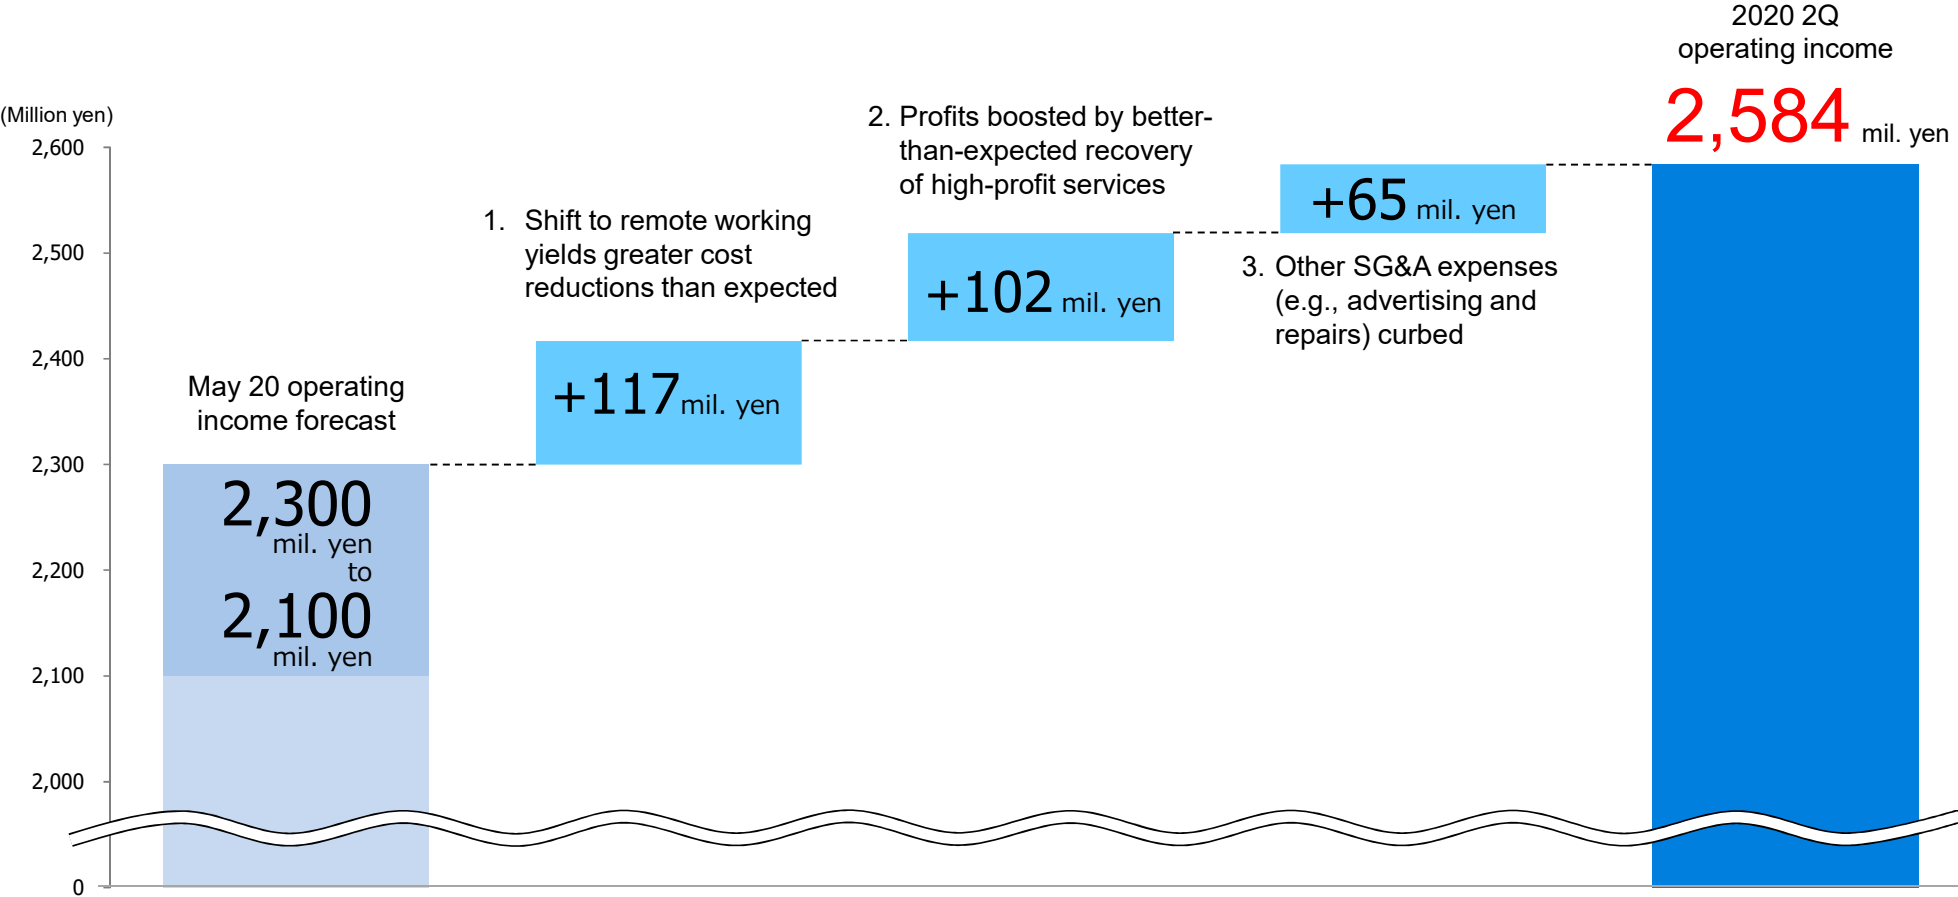 2020 2Q
operating income
2,584 mil. yen
(Million yen)
2,600
2,500
2,400
2,300
2,200
2,100
2,000
0
May 20 operating
income forecast
2,300
mil. yen
to
2,100
mil. yen
1. Shift to remote working
yields greater cost
reductions than expected
+117 mil. yen
2. Profits boosted by better-
than-expected recovery
of high-profit services
+102 mil. yen
+65 mil. yen
3. Other SG&A expenses
(e.g., advertising and
repairs) curbed